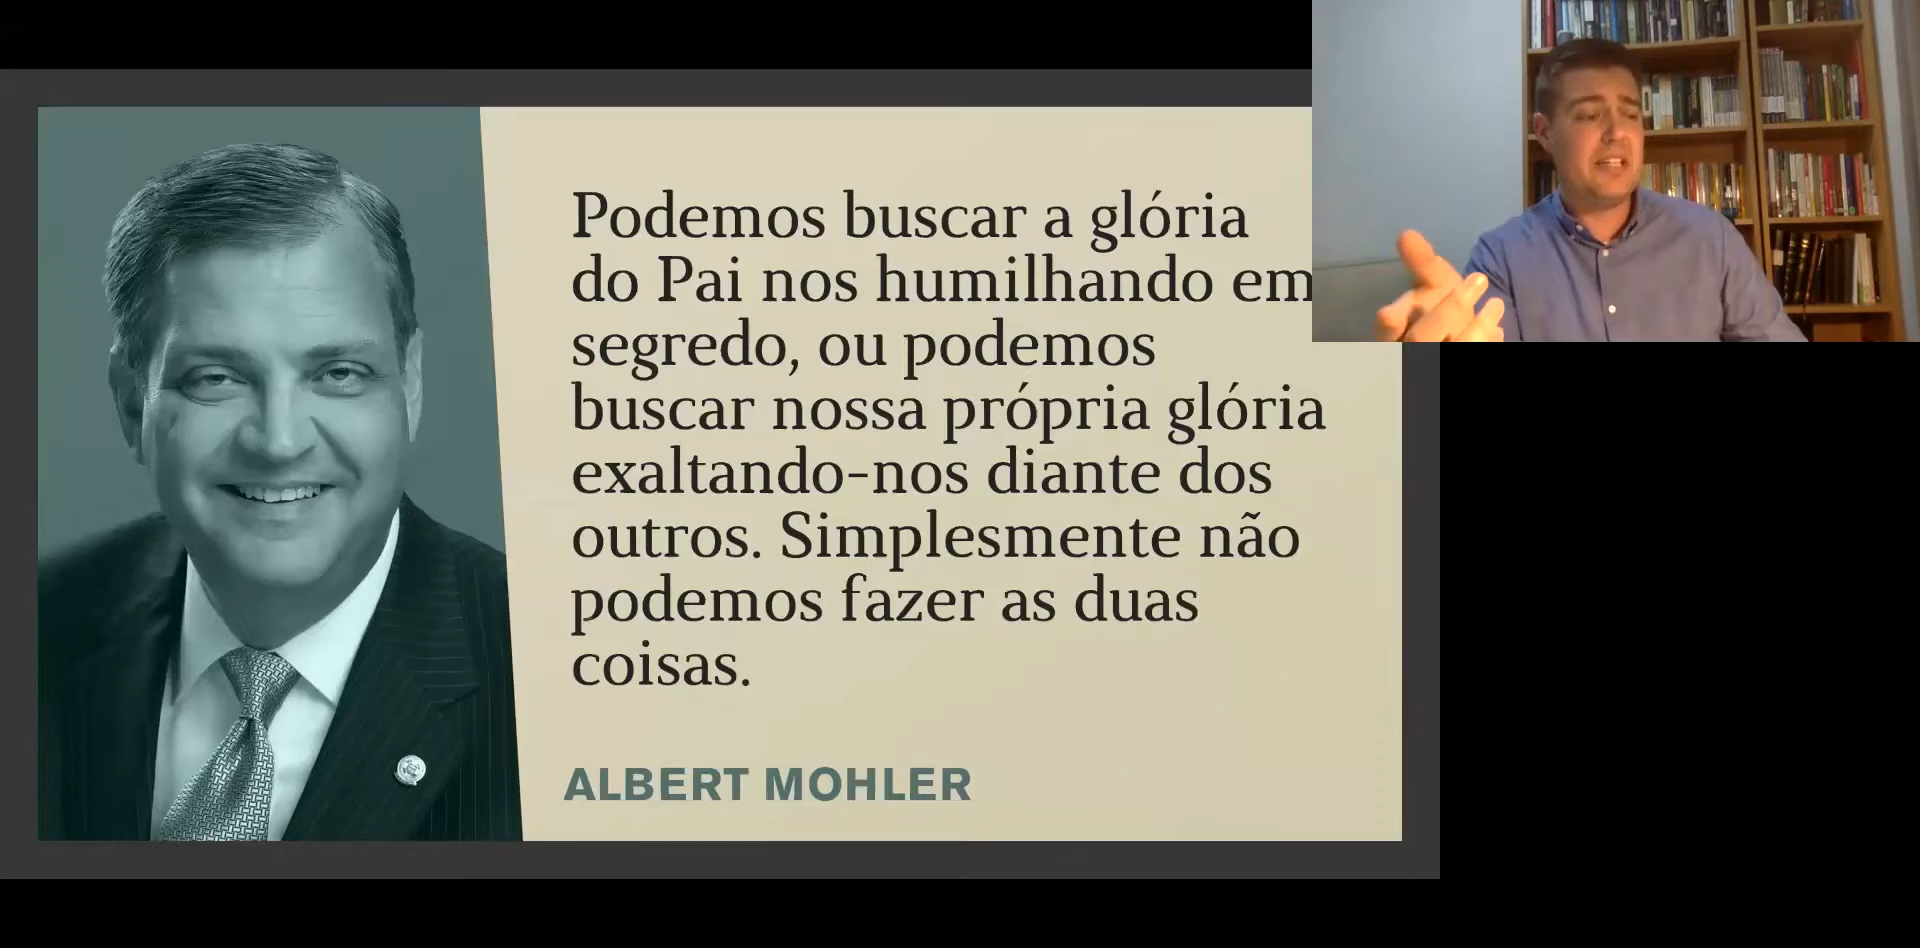 Podemos buscar a glória
do Pai nos humilhando em
segredo, ou podemos
buscar nossa própria glória
exaltando-nos diante dos
outros. Simplesmente não
podemos fazer as duas
coisas.
ALBERT MOHLER